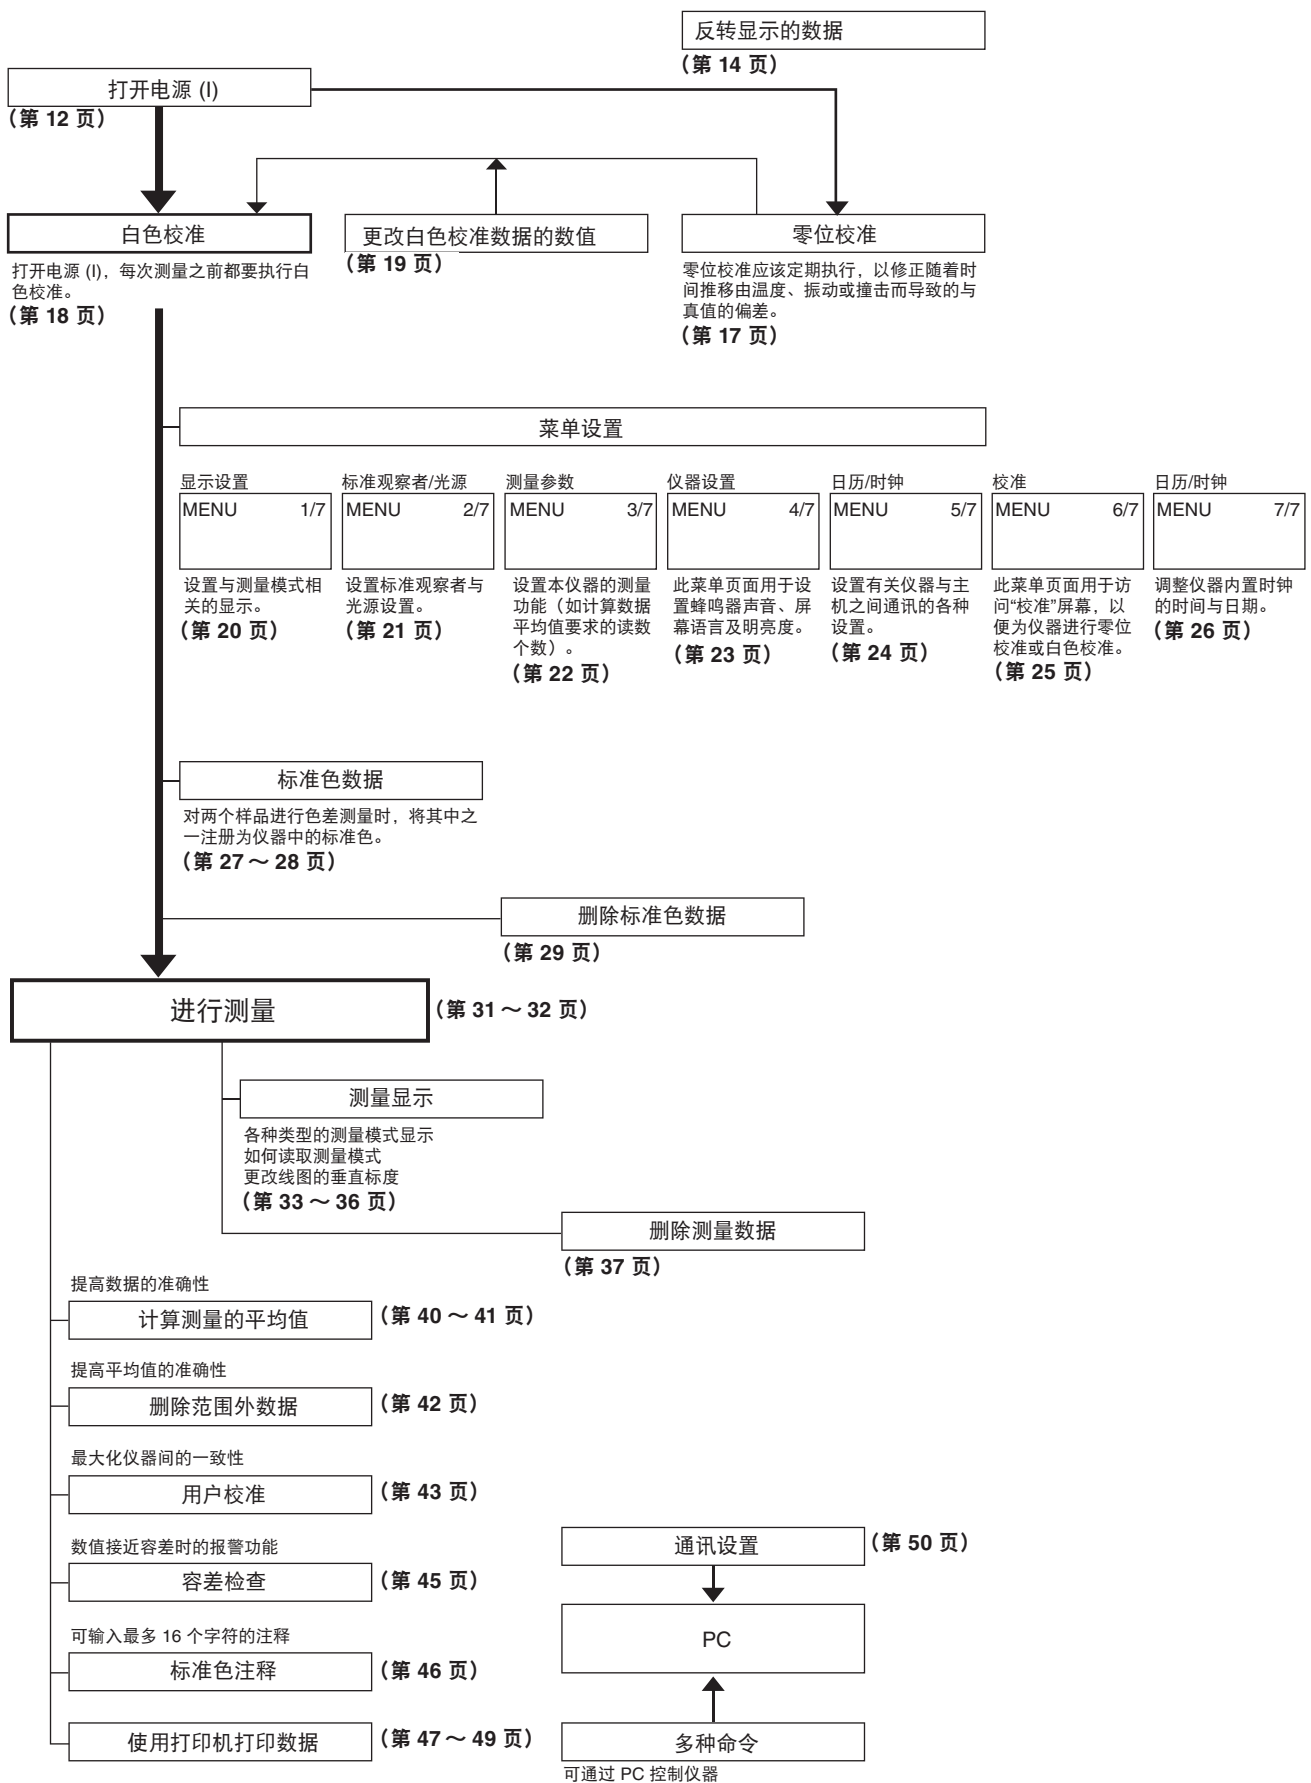 反转显示的数据
（第 14 页）
打开电源 (I)
（第 12 页）
白色校准
更改白色校准数据的数值
零位校准
打开电源 (I)，每次测量之前都要执行白
色校准。
（第 18 页）
（第 19 页）
零位校准应该定期执行，以修正随着时
间推移由温度、振动或撞击而导致的与
真值的偏差。
（第 17 页）
菜单设置
显示设置
MENU 1/7
设置与测量模式相
关的显示。
（第 20 页）
标准观察者/光源
MENU 2/7
设置标准观察者与
光源设置。
（第 21 页）
测量参数
MENU 3/7
设置本仪器的测量
功能（如计算数据
平均值要求的读数
个数）。
（第 22 页）
仪器设置
MENU 4/7
此菜单页面用于设
置蜂鸣器声音、屏
幕语言及明亮度。
（第 23 页）
日历/时钟
MENU 5/7
设置有关仪器与主
机之间通讯的各种
设置。
（第 24 页）
校准
MENU 6/7
此菜单页面用于访
问“校准”屏幕，以
便为仪器进行零位
校准或白色校准。
（第 25 页）
日历/时钟
MENU 7/7
调整仪器内置时钟
的时间与日期。
（第 26 页）
标准色数据
对两个样品进行色差测量时，将其中之
一注册为仪器中的标准色。
（第 27～28 页）
删除标准色数据
（第 29 页）
进行测量
（第 31～32 页）
测量显示
各种类型的测量模式显示
如何读取测量模式
更改线图的垂直标度
（第 33～36 页）
删除测量数据
（第 37 页）
提高数据的准确性
计算测量的平均值
（第 40～41 页）
提高平均值的准确性
删除范围外数据
（第 42 页）
最大化仪器间的一致性
用户校准
（第 43 页）
数值接近容差时的报警功能
容差检查
（第 45 页）
可输入最多 16 个字符的注释
标准色注释
（第 46 页）
使用打印机打印数据
（第 47～49 页）
通讯设置
（第 50 页）
PC
多种命令
可通过 PC 控制仪器